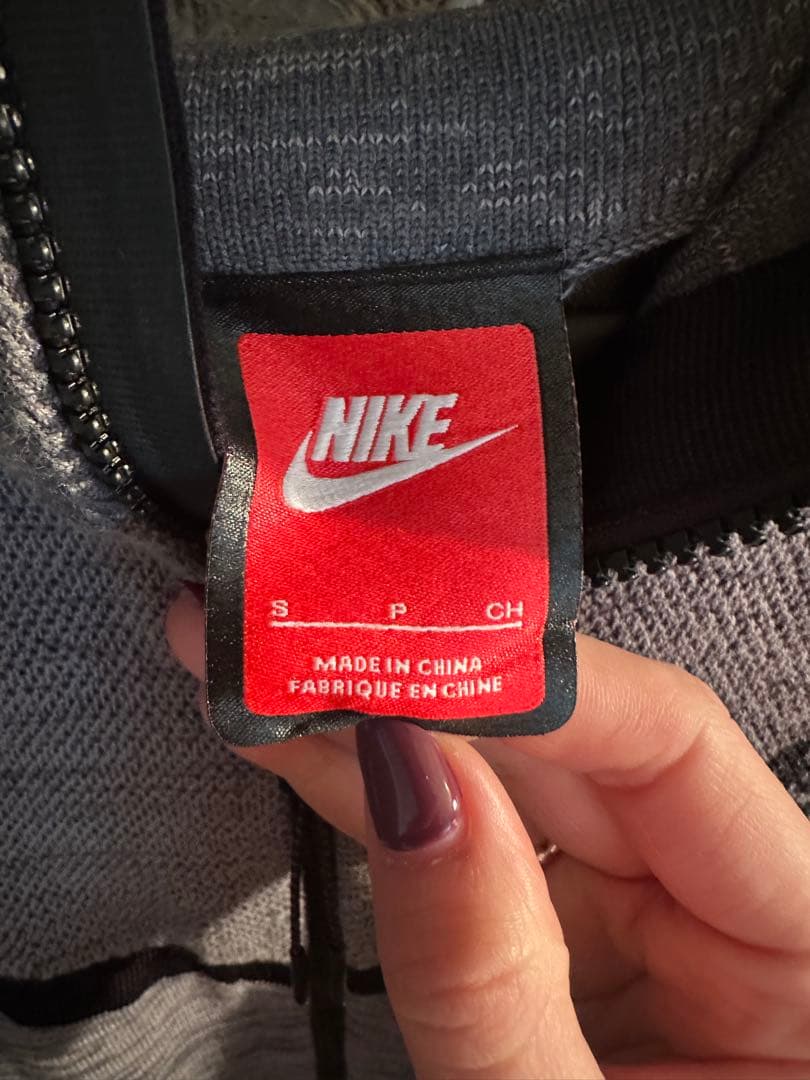 NIKE
S P CH
MADE IN CHINA
FABRIQUE EN CHINE